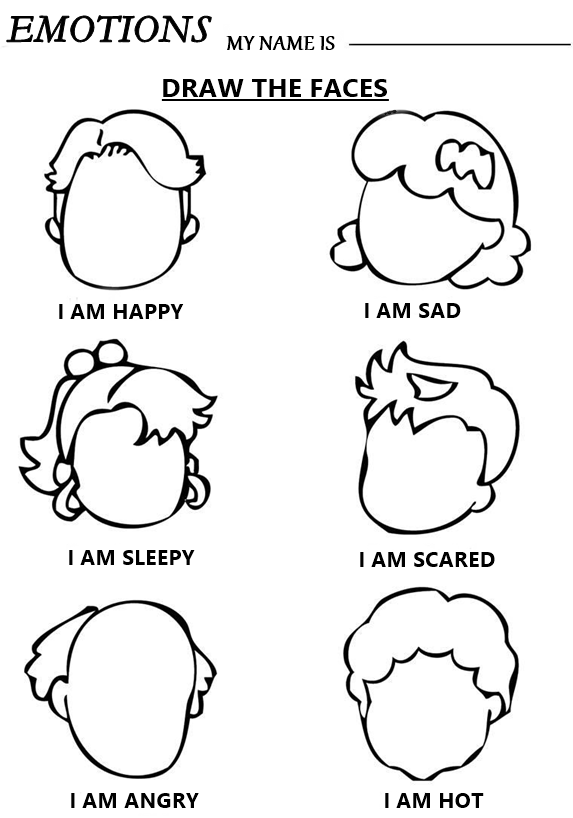 EMOTIONS MY NAME IS
DRAW THE FACES
I AM HAPPY
I AM SAD
I AM SLEEPY
I AM SCARED
I AM ANGRY
I AM HOT